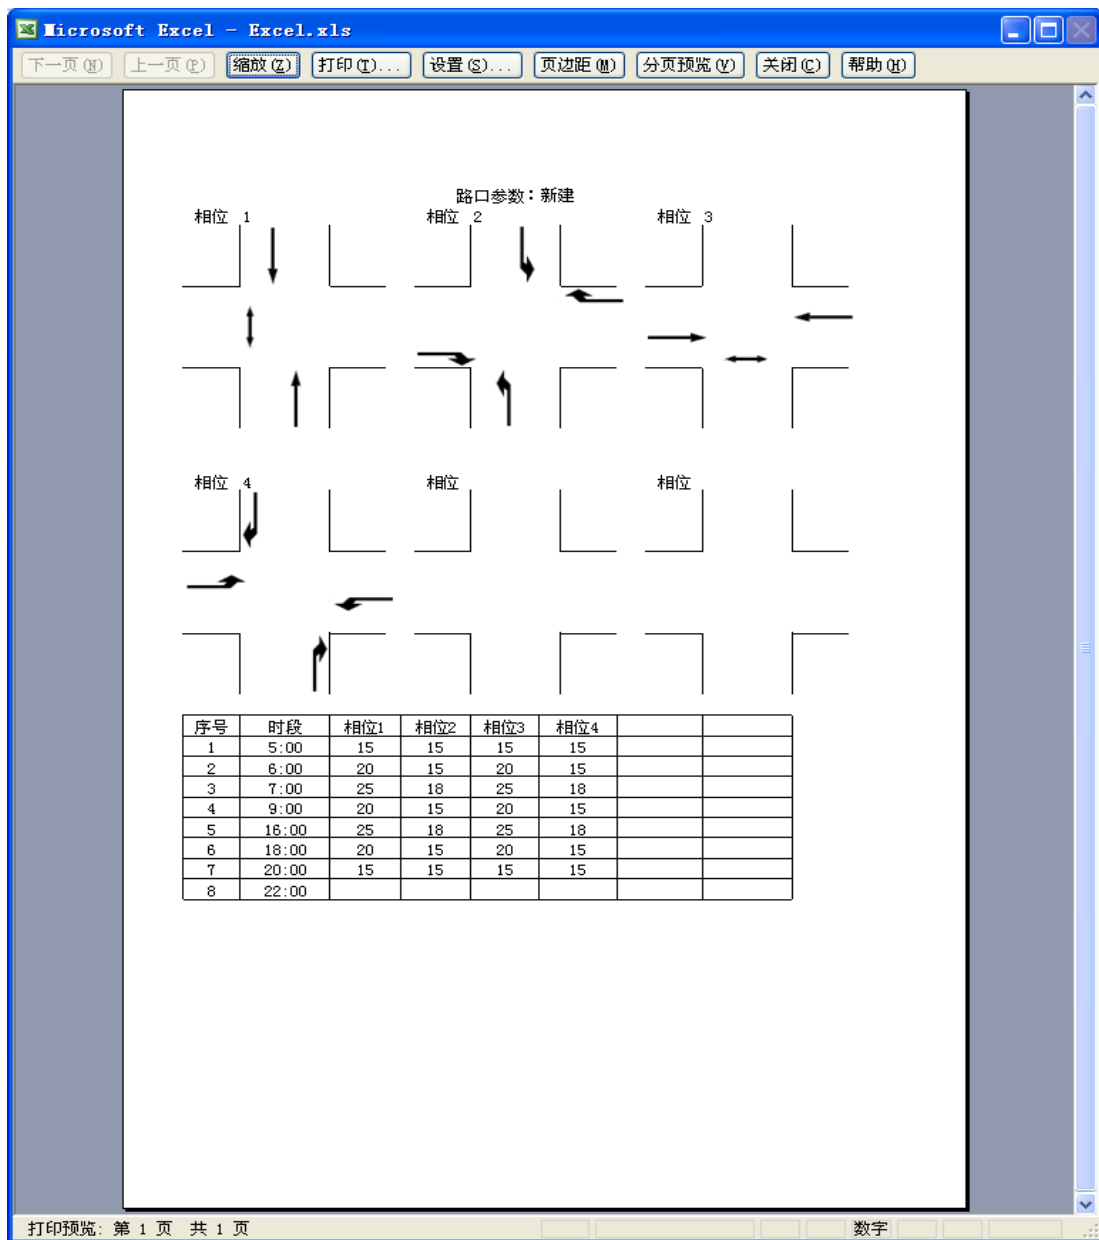 Microsoft Excel - Excel.xls
下一页(N) 上一页(P) 缩放(Z) 打印(T)... 设置(S)... 页边距(M) 分页预览(V) 关闭(C) 帮助(H)
路口参数：新建
相位 1 相位 2 相位 3
相位 4 相位 相位
序号 时段 相位1 相位2 相位3 相位4
1 5:00 15 15 15 15
2 6:00 20 15 20 15
3 7:00 25 18 25 18
4 9:00 20 15 20 15
5 16:00 25 18 25 18
6 18:00 20 15 20 15
7 20:00 15 15 15 15
8 22:00
打印预览: 第 1 页 共 1 页 数字